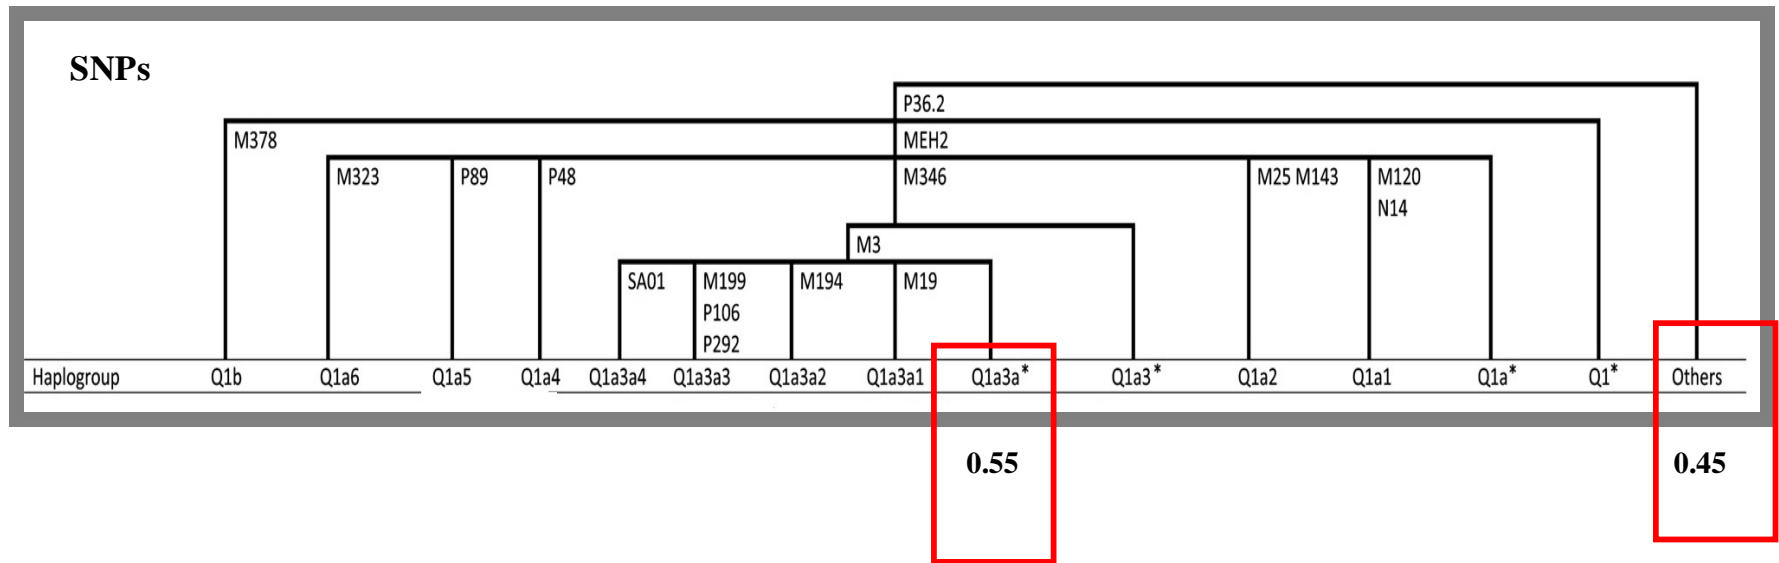 SNPs
P36.2
M378
MEH2
M323
P89
P48
M346
M25 M143
M120
N14
M3
SA01
M199
P106
P292
M194
M19
Haplogroup Q1b Q1a6 Q1a5 Q1a4 Q1a3a4 Q1a3a3 Q1a3a2 Q1a3a1 Q1a3a* Q1a3* Q1a2 Q1a1 Q1a* Q1* Others
0.55 0.45